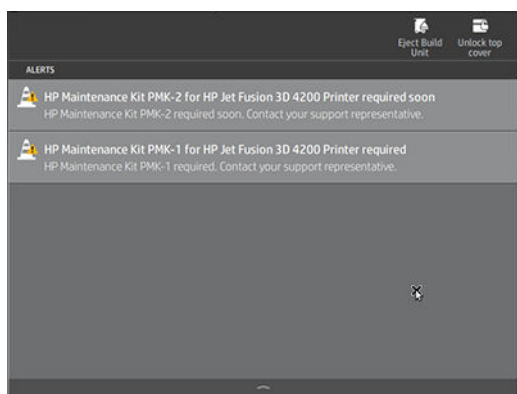 Eject Build
Unit
Unlock top
cover
ALERTS
HP Maintenance Kit PMK-2 for HP Jet Fusion 3D 4200 Printer required soon
HP Maintenance Kit PMK-2 required soon. Contact your support representative.
HP Maintenance Kit PMK-1 for HP Jet Fusion 3D 4200 Printer required
HP Maintenance Kit PMK-1 required. Contact your support representative.